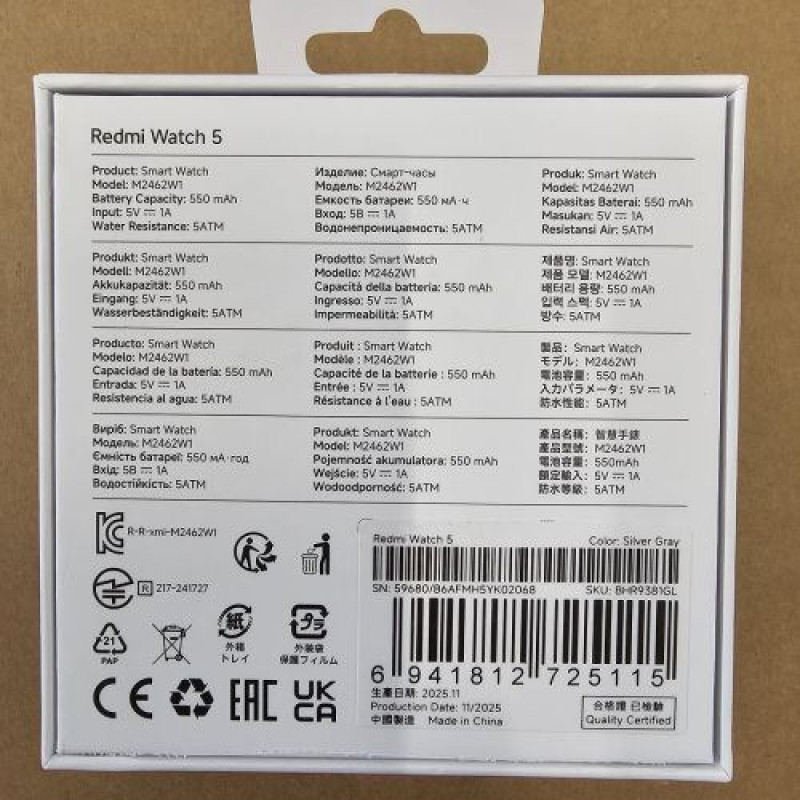 Redmi Watch 5
Product: Smart Watch
Model: M2462W1
Battery Capacity: 550 mAh
Input: 5V ⎓ 1A
Water Resistance: 5ATM
Изделие: Смарт-часы
Модель: M2462W1
Емкость батареи: 550 мА·ч
Вход: 5В ⎓ 1А
Водонепроницаемость: 5ATM
Produk: Smart Watch
Model: M2462W1
Kapasitas Baterai: 550 mAh
Masukan: 5V ⎓ 1A
Resistansi Air: 5ATM
Produkt: Smart Watch
Modell: M2462W1
Akkukapazität: 550 mAh
Eingang: 5V ⎓ 1A
Wasserbeständigkeit: 5ATM
Prodotto: Smart Watch
Modello: M2462W1
Capacità della batteria: 550 mAh
Ingresso: 5V ⎓ 1A
Impermeabilità: 5ATM
제품명: Smart Watch
제품 모델: M2462W1
배터리 용량: 550 mAh
입력 스펙: 5V ⎓ 1A
방수: 5ATM
Producto: Smart Watch
Modelo: M2462W1
Capacidad de la batería: 550 mAh
Entrada: 5V ⎓ 1A
Resistencia al agua: 5ATM
Produit : Smart Watch
Modèle : M2462W1
Capacité de la batterie : 550 mAh
Entrée : 5V ⎓ 1A
Résistance à l'eau : 5ATM
製品: Smart Watch
モデル: M2462W1
電池容量: 550 mAh
入力パラメータ: 5V ⎓ 1A
防水性能: 5ATM
Виріб: Smart Watch
Модель: M2462W1
Ємність батареї: 550 мА·год
Вхід: 5В ⎓ 1А
Водостійкість: 5ATM
Produkt: Smart Watch
Model: M2462W1
Pojemność akumulatora: 550 mAh
Wejście: 5V ⎓ 1A
Wodoodporność: 5ATM
產品名稱: 智慧手錶
產品型號: M2462W1
電池容量: 550mAh
額定輸入: 5V ⎓ 1A
防水等級: 5ATM
R-R-xmi-M2462W1
R 217-241727
21
PAP
紙
外箱
トレイ
プラ
外装袋
保護フィルム
CE
EAC
UK
CA
Redmi Watch 5
Color: Silver Gray
SN: 59680/B6AFMH5YK02068
SKU: BHR9381GL
6 941812 725115
生產日期: 2025.11
Production Date: 11/2025
中國製造 Made in China
合格證 已檢驗
Quality Certified